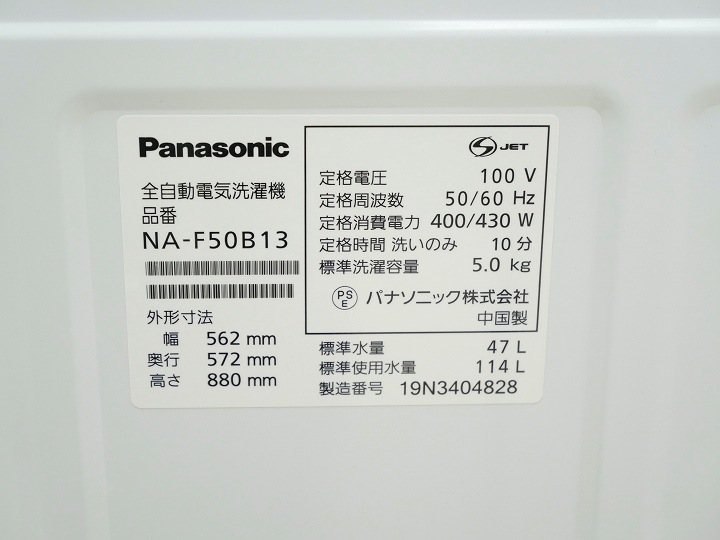 Panasonic
全自動電気洗濯機
品番
NA-F50B13
外形寸法
幅 562 mm
奥行 572 mm
高さ 880 mm
S JET
定格電圧 100 V
定格周波数 50/60 Hz
定格消費電力 400/430 W
定格時間 洗いのみ 10 分
標準洗濯容量 5.0 kg
PS E パナソニック株式会社
中国製
標準水量 47 L
標準使用水量 114 L
製造番号 19N3404828